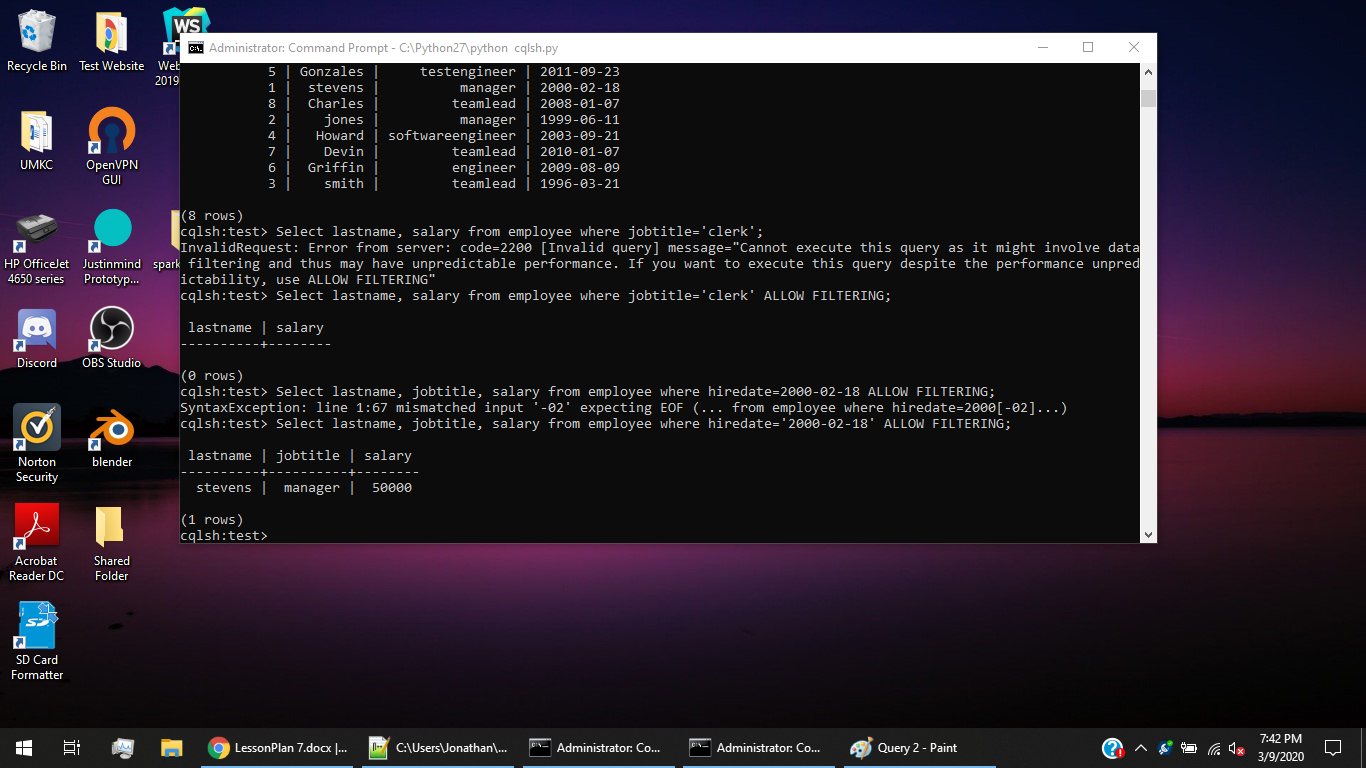 Recycle Bin
Test Website
WS
Web
2019
UMKC
OpenVPN
GUI
HP OfficeJet
4650 series
Justinmind
Prototyp...
spark
Discord
OBS Studio
Norton
Security
blender
Acrobat
Reader DC
Shared
Folder
SD Card
Formatter
Administrator: Command Prompt - C:\Python27\python  cqlsh.py
5 | Gonzales | testengineer | 2011-09-23
1 | stevens | manager | 2000-02-18
8 | Charles | teamlead | 2008-01-07
2 | jones | manager | 1999-06-11
4 | Howard | softwareengineer | 2003-09-21
7 | Devin | teamlead | 2010-01-07
6 | Griffin | engineer | 2009-08-09
3 | smith | teamlead | 1996-03-21
(8 rows)
cqlsh:test> Select lastname, salary from employee where jobtitle='clerk';
InvalidRequest: Error from server: code=2200 [Invalid query] message="Cannot execute this query as it might involve data
filtering and thus may have unpredictable performance. If you want to execute this query despite the performance unpred
ictability, use ALLOW FILTERING"
cqlsh:test> Select lastname, salary from employee where jobtitle='clerk' ALLOW FILTERING;
lastname | salary
----------+--------
(0 rows)
cqlsh:test> Select lastname, jobtitle, salary from employee where hiredate=2000-02-18 ALLOW FILTERING;
SyntaxException: line 1:67 mismatched input '-02' expecting EOF (... from employee where hiredate=2000[-02]...)
cqlsh:test> Select lastname, jobtitle, salary from employee where hiredate='2000-02-18' ALLOW FILTERING;
lastname | jobtitle | salary
----------+----------+--------
stevens | manager | 50000
(1 rows)
cqlsh:test>
LessonPlan 7.docx |...
C:\Users\Jonathan\...
Administrator: Co...
Administrator: Co...
Query 2 - Paint
7:42 PM
3/9/2020